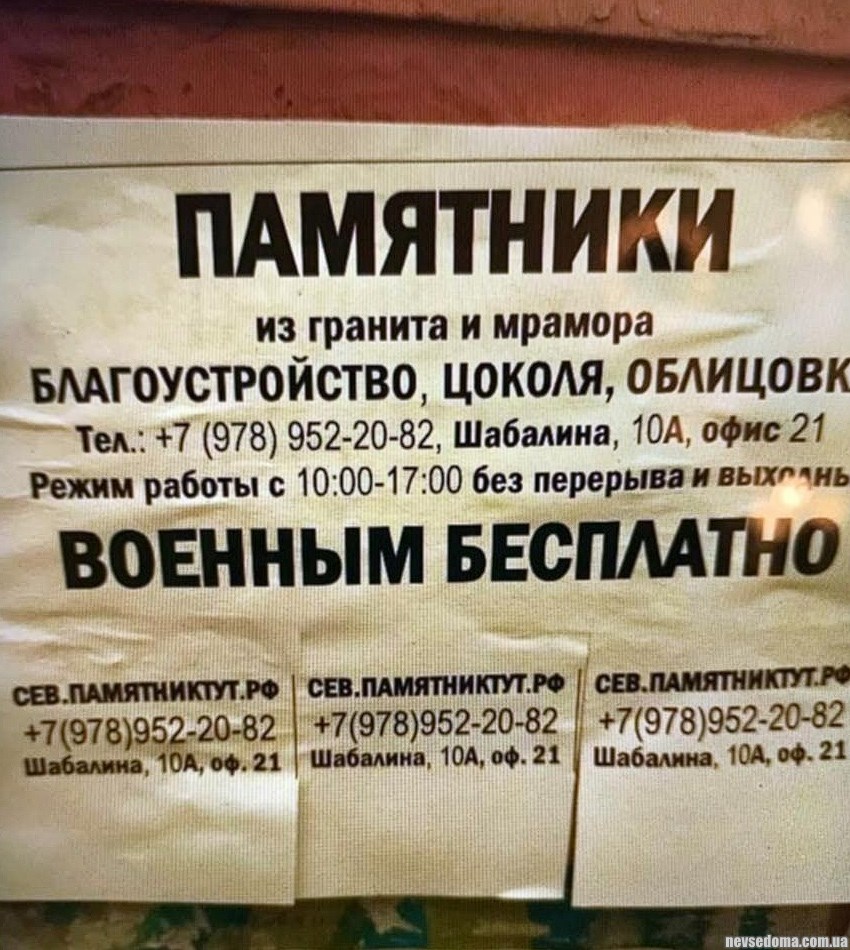 ПАМЯТНИКИ
из гранита и мрамора
БЛАГОУСТРОЙСТВО, ЦОКОЛЯ, ОБЛИЦОВК
Тел.: +7 (978) 952-20-82, Шабалина, 10А, офис 21
Режим работы с 10:00-17:00 без перерыва и
ВОЕННЫМ БЕСПЛАТНО
СЕВ.ПАМЯТНИКТУТ.РФ
+7(978)952-20-82
Шабалина, 10А, оф. 21
СЕВ.ПАМЯТНИКТУТ.РФ
+7(978)952-20-82
Шабалина, 10А, оф. 21
СЕВ.ПАМЯТНИКТУТ.РФ
+7(978)952-20-82
Шабалина, 10А, оф. 21
nevsedoma.com.ua